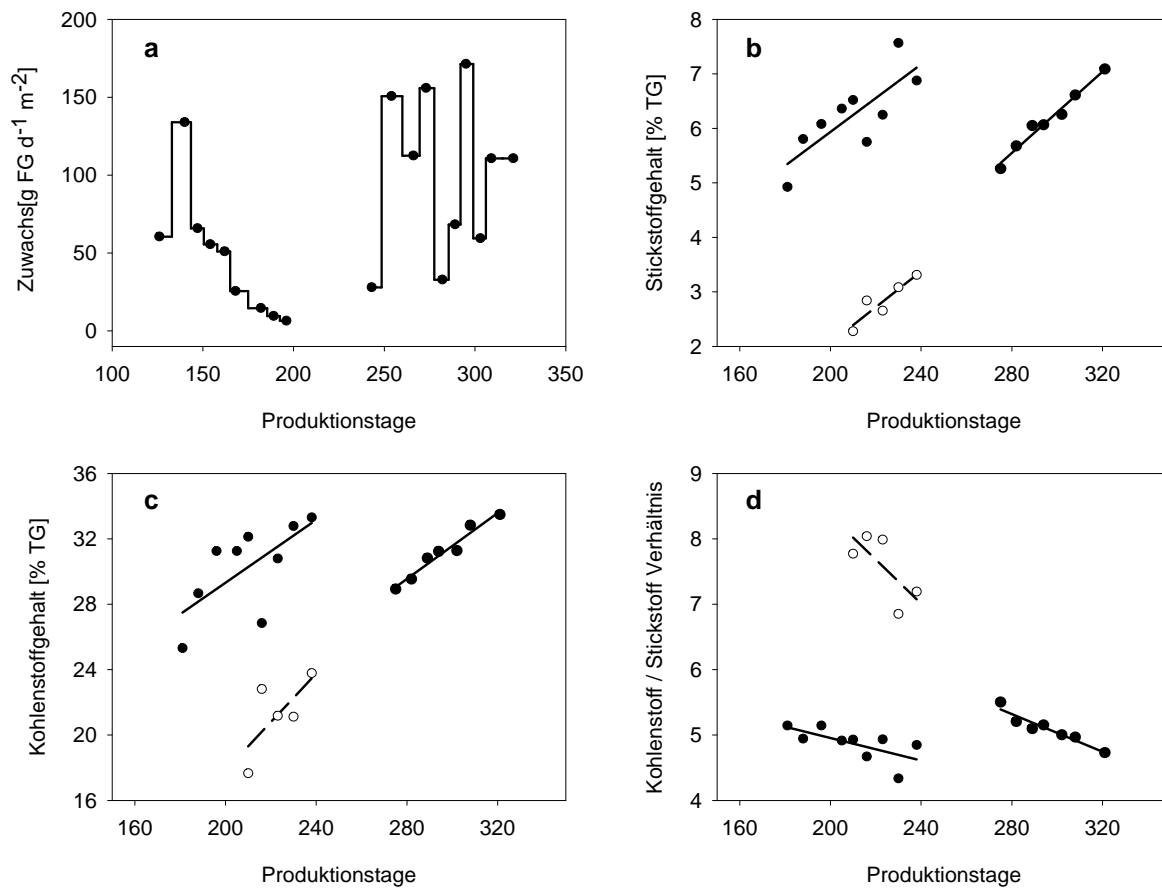 a
Zuwachs[g FG d⁻¹ m⁻²]
200
150
100
50
0
100 150 200 250 300 350
Produktionstage
b
Stickstoffgehalt [% TG]
8
7
6
5
4
3
2
160 200 240 280 320
Produktionstage
c
Kohlenstoffgehalt [% TG]
36
32
28
24
20
16
160 200 240 280 320
Produktionstage
d
Kohlenstoff / Stickstoff Verhältnis
9
8
7
6
5
4
160 200 240 280 320
Produktionstage